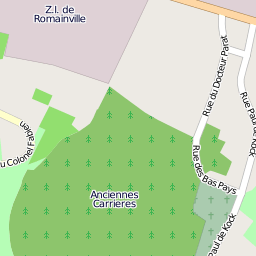 Z.I. de
Romainville
Rue du Docteur Parat
Rue Paul de Kock
u Colonel Fabien
Rue des Bas Pays
Anciennes
Carrieres
Paul de Kock